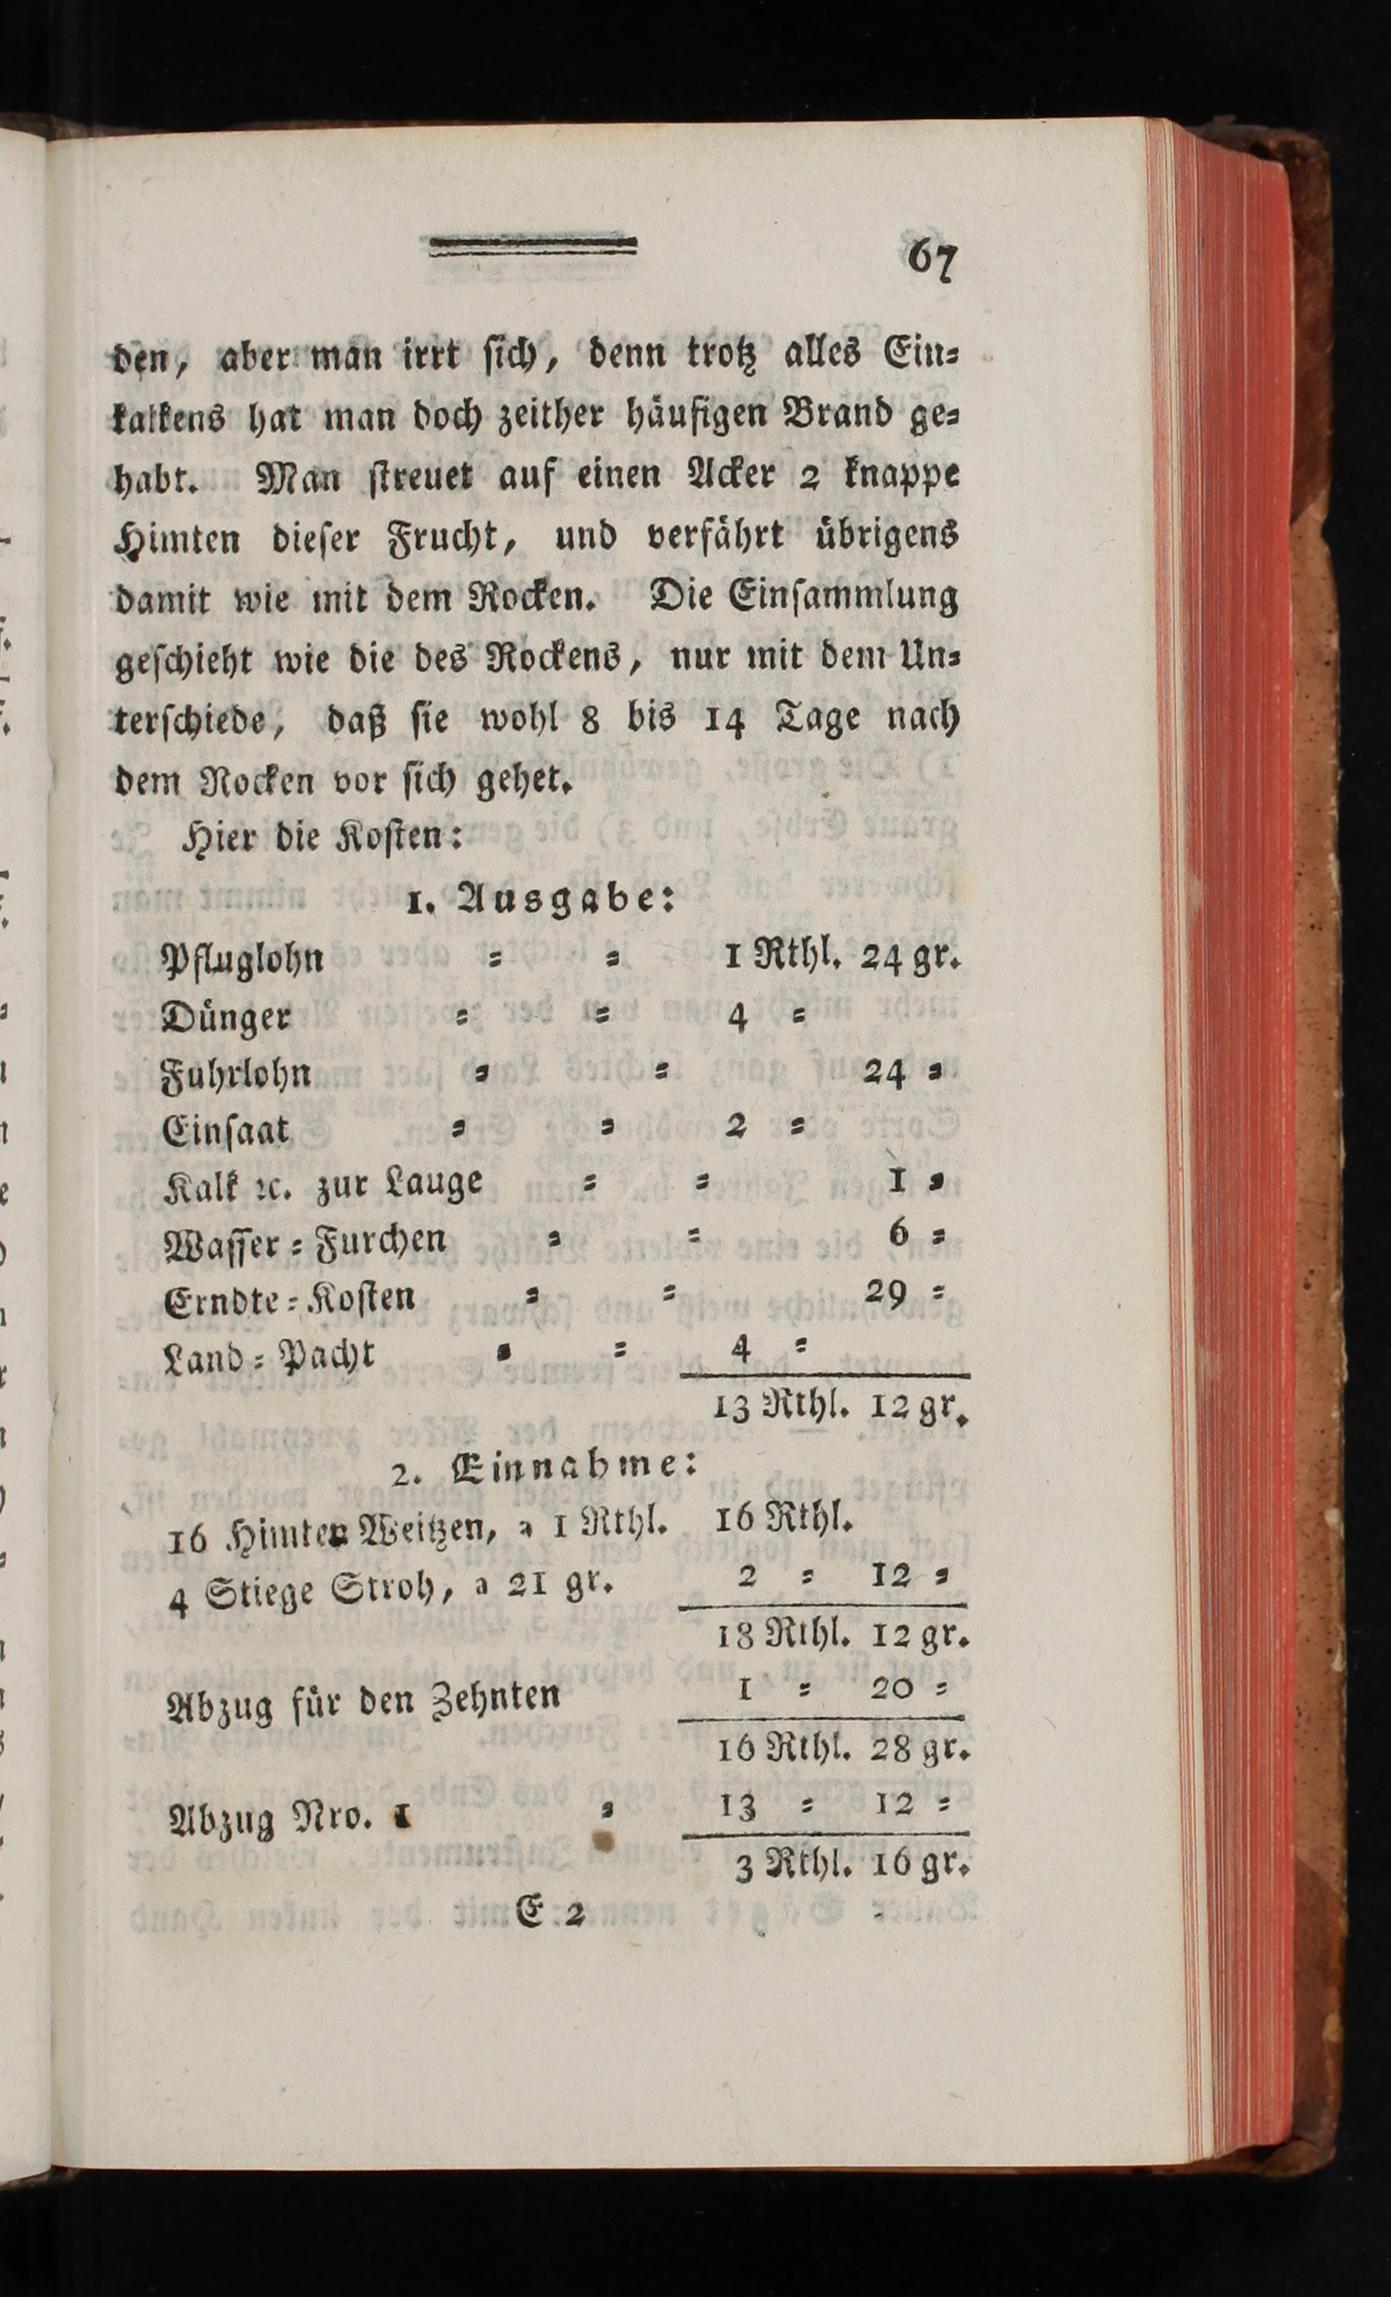 67
den, aber man irrt ſich, denn trotz alles Ein⸗
kalkens hat man doch zeither häufigen Brand ge⸗
habt. Man ſtreuet auf einen Acker 2 knappe
Himten dieſer Frucht, und verfährt übrigens
damit wie mit dem Rocken. Die Einſammlung
geſchieht wie die des Rockens, nur mit dem Un⸗
terſchiede, daß ſie wohl 8 bis 14 Tage nach
dem Rocken vor ſich gehet.
Hier die Koſten:
1. Ausgabe:
Pfluglohn ⸗ ⸗ 1 Rthl. 24 gr.
Dünger ⸗ ⸗ 4 ⸗
Fuhrlohn ⸗ ⸗ 24 ⸗
Einſaat ⸗ ⸗ 2 ⸗
Kalk ꝛc. zur Lauge ⸗ ⸗ 1 ⸗
Waſſer⸗Furchen ⸗ ⸗ 6 ⸗
Erndte⸗Koſten ⸗ ⸗ 29 ⸗
Land⸗Pacht ⸗ ⸗ 4 ⸗
13 Rthl. 12 gr.
2. Einnahme:
16 Himten Weitzen, a 1 Rthl. 16 Rthl.
4 Stiege Stroh, a 21 gr. 2 ⸗ 12 ⸗
18 Rthl. 12 gr.
Abzug für den Zehnten 1 ⸗ 20 ⸗
16 Rthl. 28 gr.
Abzug Nro. 1 ⸗ 13 ⸗ 12 ⸗
3 Rthl. 16 gr.
E 2